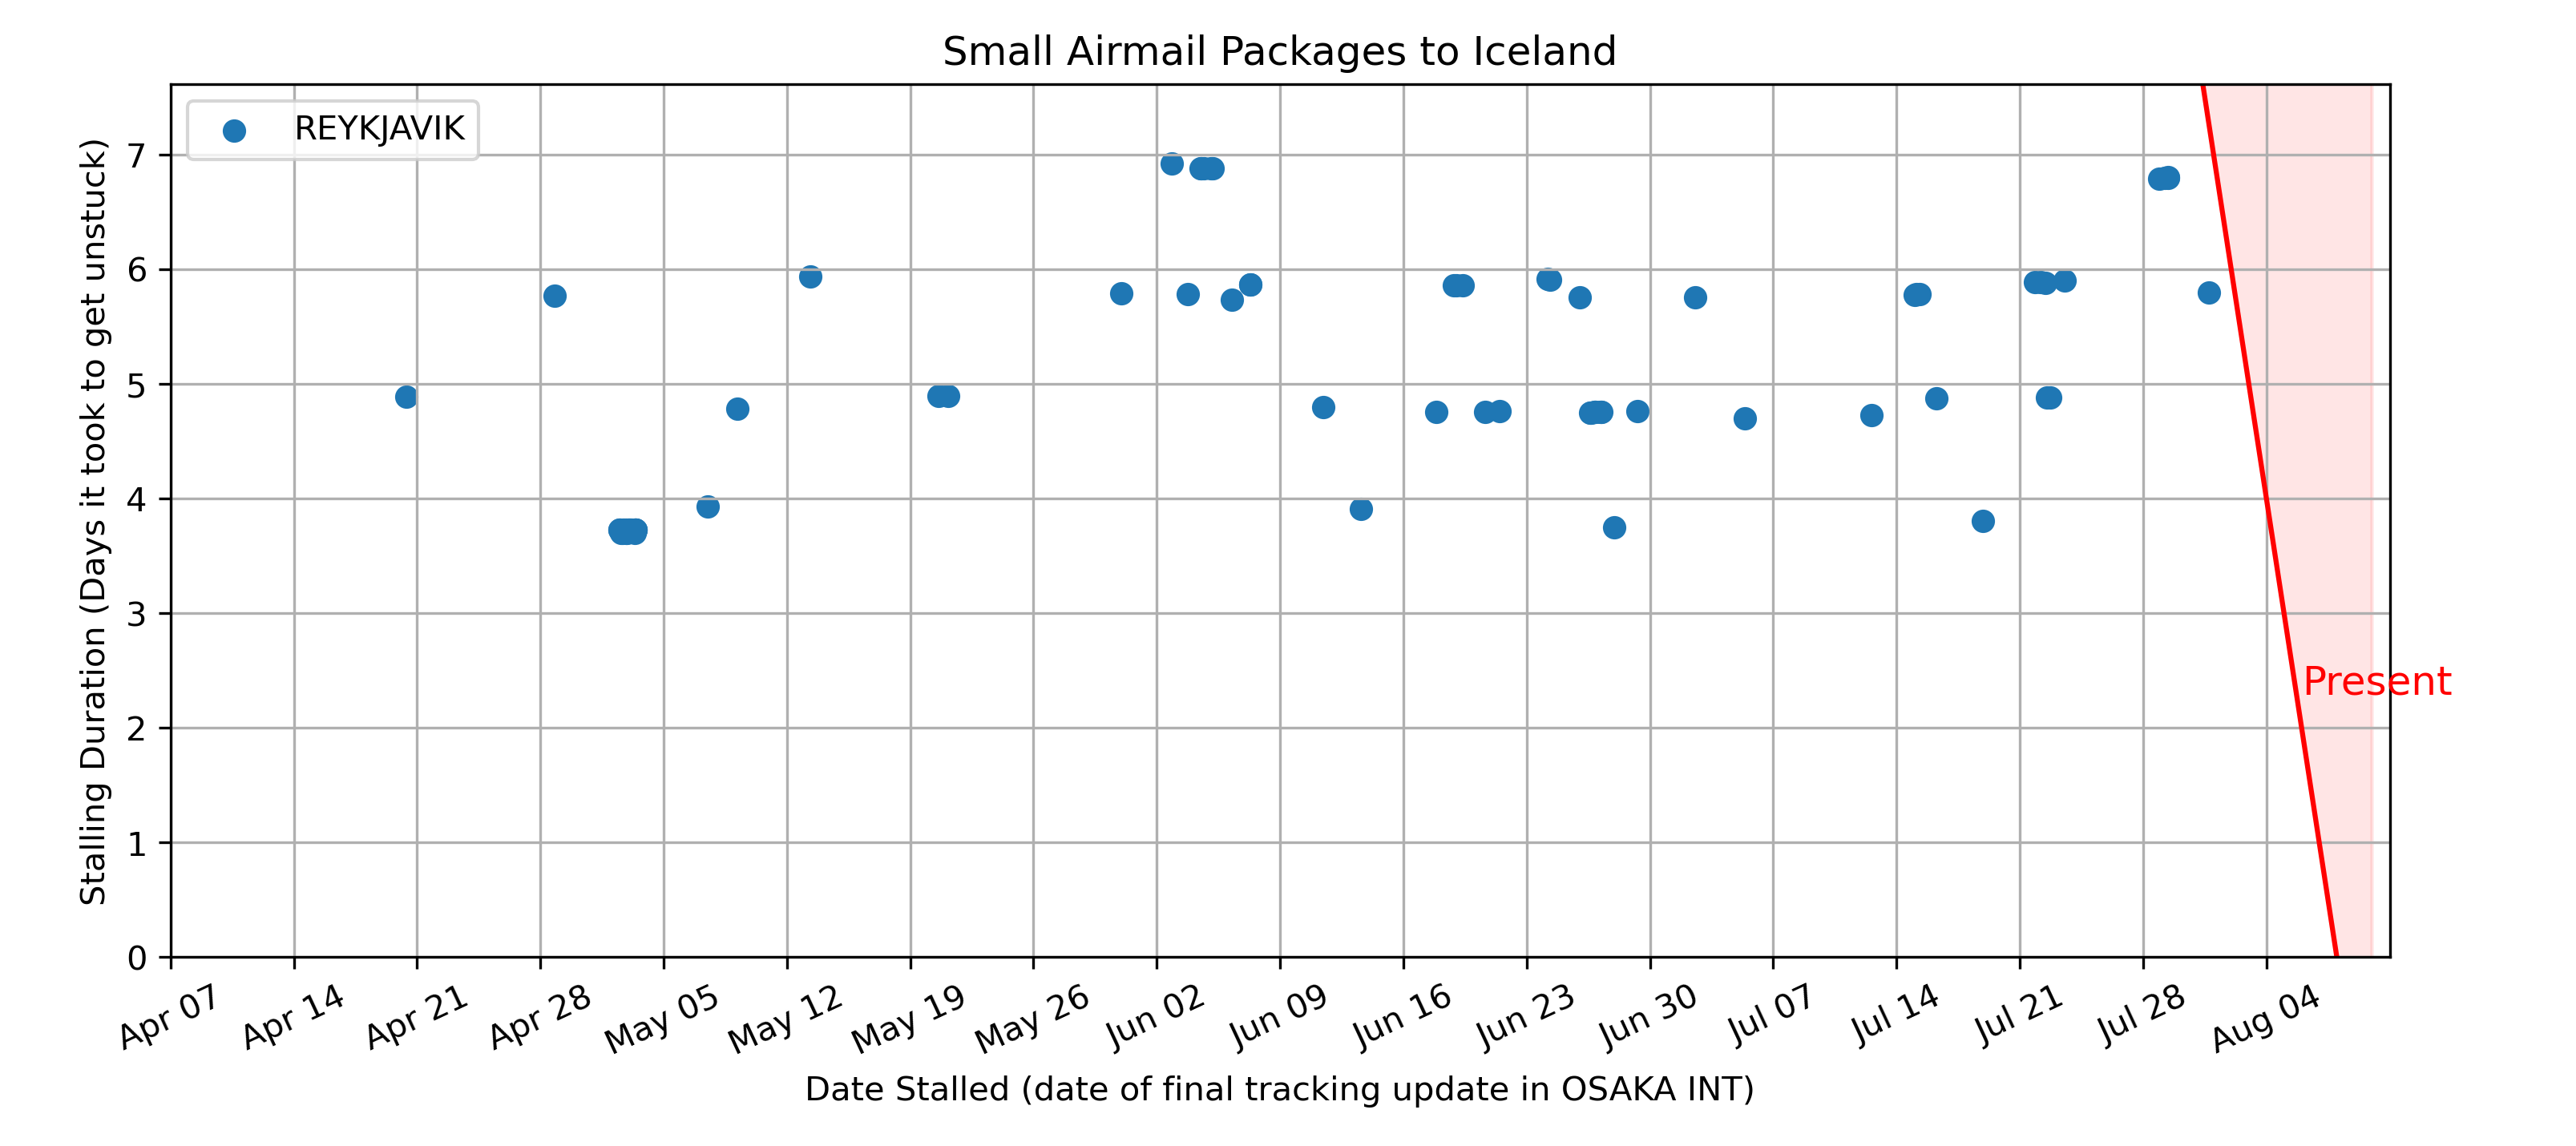 Small Airmail Packages to Iceland
REYKJAVIK
Stalling Duration (Days it took to get unstuck)
7
6
5
4
3
2
1
0
Present
Apr 07
Apr 14
Apr 21
Apr 28
May 05
May 12
May 19
May 26
Jun 02
Jun 09
Jun 16
Jun 23
Jun 30
Jul 07
Jul 14
Jul 21
Jul 28
Aug 04
Date Stalled (date of final tracking update in OSAKA INT)